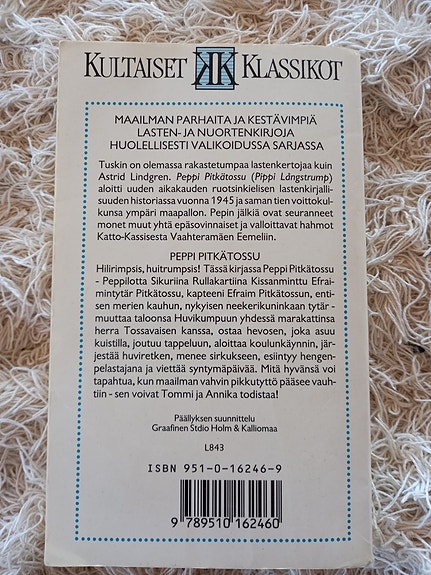 KULTAISET KK KLASSIKOT
MAAILMAN PARHAITA JA KESTÄVIMPIÄ
LASTEN- JA NUORTENKIRJOJA
HUOLELLISESTI VALIKOIDUSSA SARJASSA
Tuskin on olemassa rakastetumpaa lastenkertojaa kuin
Astrid Lindgren. Peppi Pitkätossu (Pippi Långstrump)
aloitti uuden aikakauden ruotsinkielisen lastenkirjalli-
suuden historiassa vuonna 1945 ja saman tien voittokul-
kunsa ympäri maapallon. Pepin jälkiä ovat seuranneet
monet muut yhtä epäsovinnaiset ja valloittavat hahmot
Katto-Kassisesta Vaahteramäen Eemeliin.
PEPPI PITKÄTOSSU
Hilirimpsis, huitrumpsis! Tässä kirjassa Peppi Pitkätossu
- Peppilotta Sikuriina Rullakartiina Kissanminttu Efrai-
mintytär Pitkätossu, kapteeni Efraim Pitkätossun, enti-
sen merien kauhun, nykyisen neekerikuninkaan tytär -
muuttaa taloonsa Huvikumpuun yhdessä marakattinsa
herra Tossavaisen kanssa, ostaa hevosen, joka asuu
kuistilla, joutuu tappeluun, aloittaa koulunkäynnin, jär-
jestää huviretken, menee sirkukseen, esiintyy hengen-
pelastajana ja viettää syntymäpäivää. Mitä hyvänsä voi
tapahtua, kun maailman vahvin pikkutyttö pääsee vauh-
tiin - sen voivat Tommi ja Annika todistaa!
Päällyksen suunnittelu
Graafinen Stdio Holm & Kalliomaa
L843
ISBN 951-0-16246-9
9 789510 162460